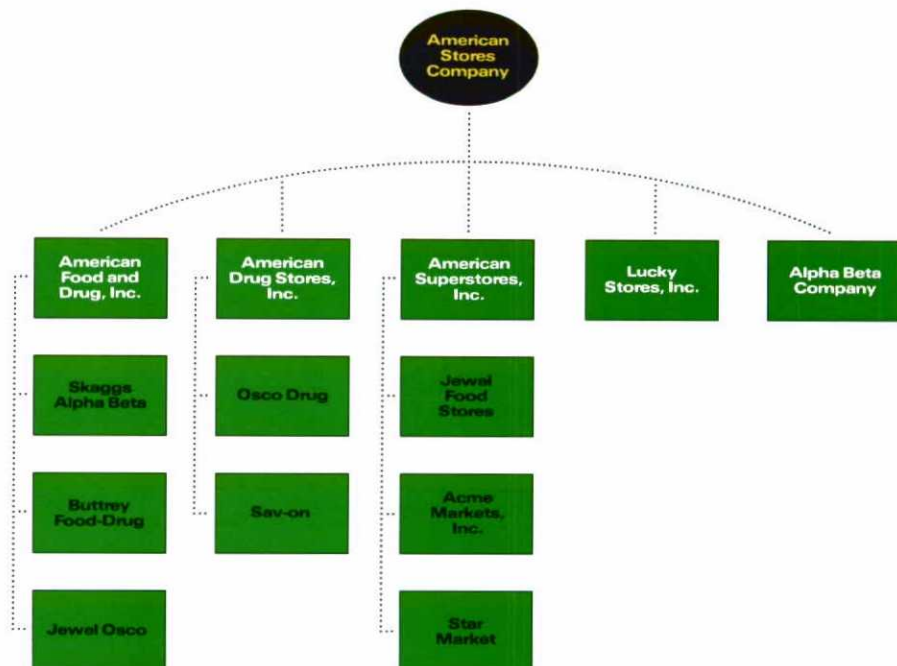 American
Stores
Company
American
Food and
Drug, Inc.
American
Drug Stores,
Inc.
American
Superstores,
Inc.
Lucky
Stores, Inc.
Alpha Beta
Company
Skaggs
Alpha Beta
Osco Drug
Jewel
Food
Stores
Buttrey
Food-Drug
Sav-on
Acme
Markets,
Inc.
Jewel Osco
Star
Market